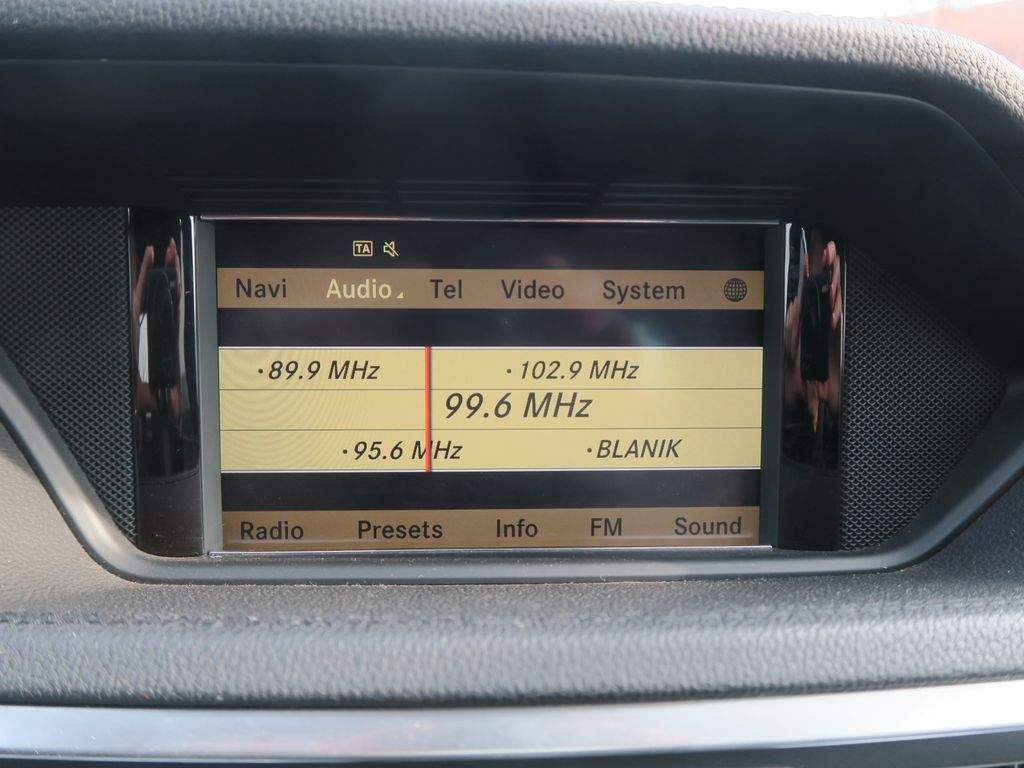 TA
Navi Audio Tel Video System
·89.9 MHz ·102.9 MHz
99.6 MHz
·95.6 MHz ·BLANIK
Radio Presets Info FM Sound